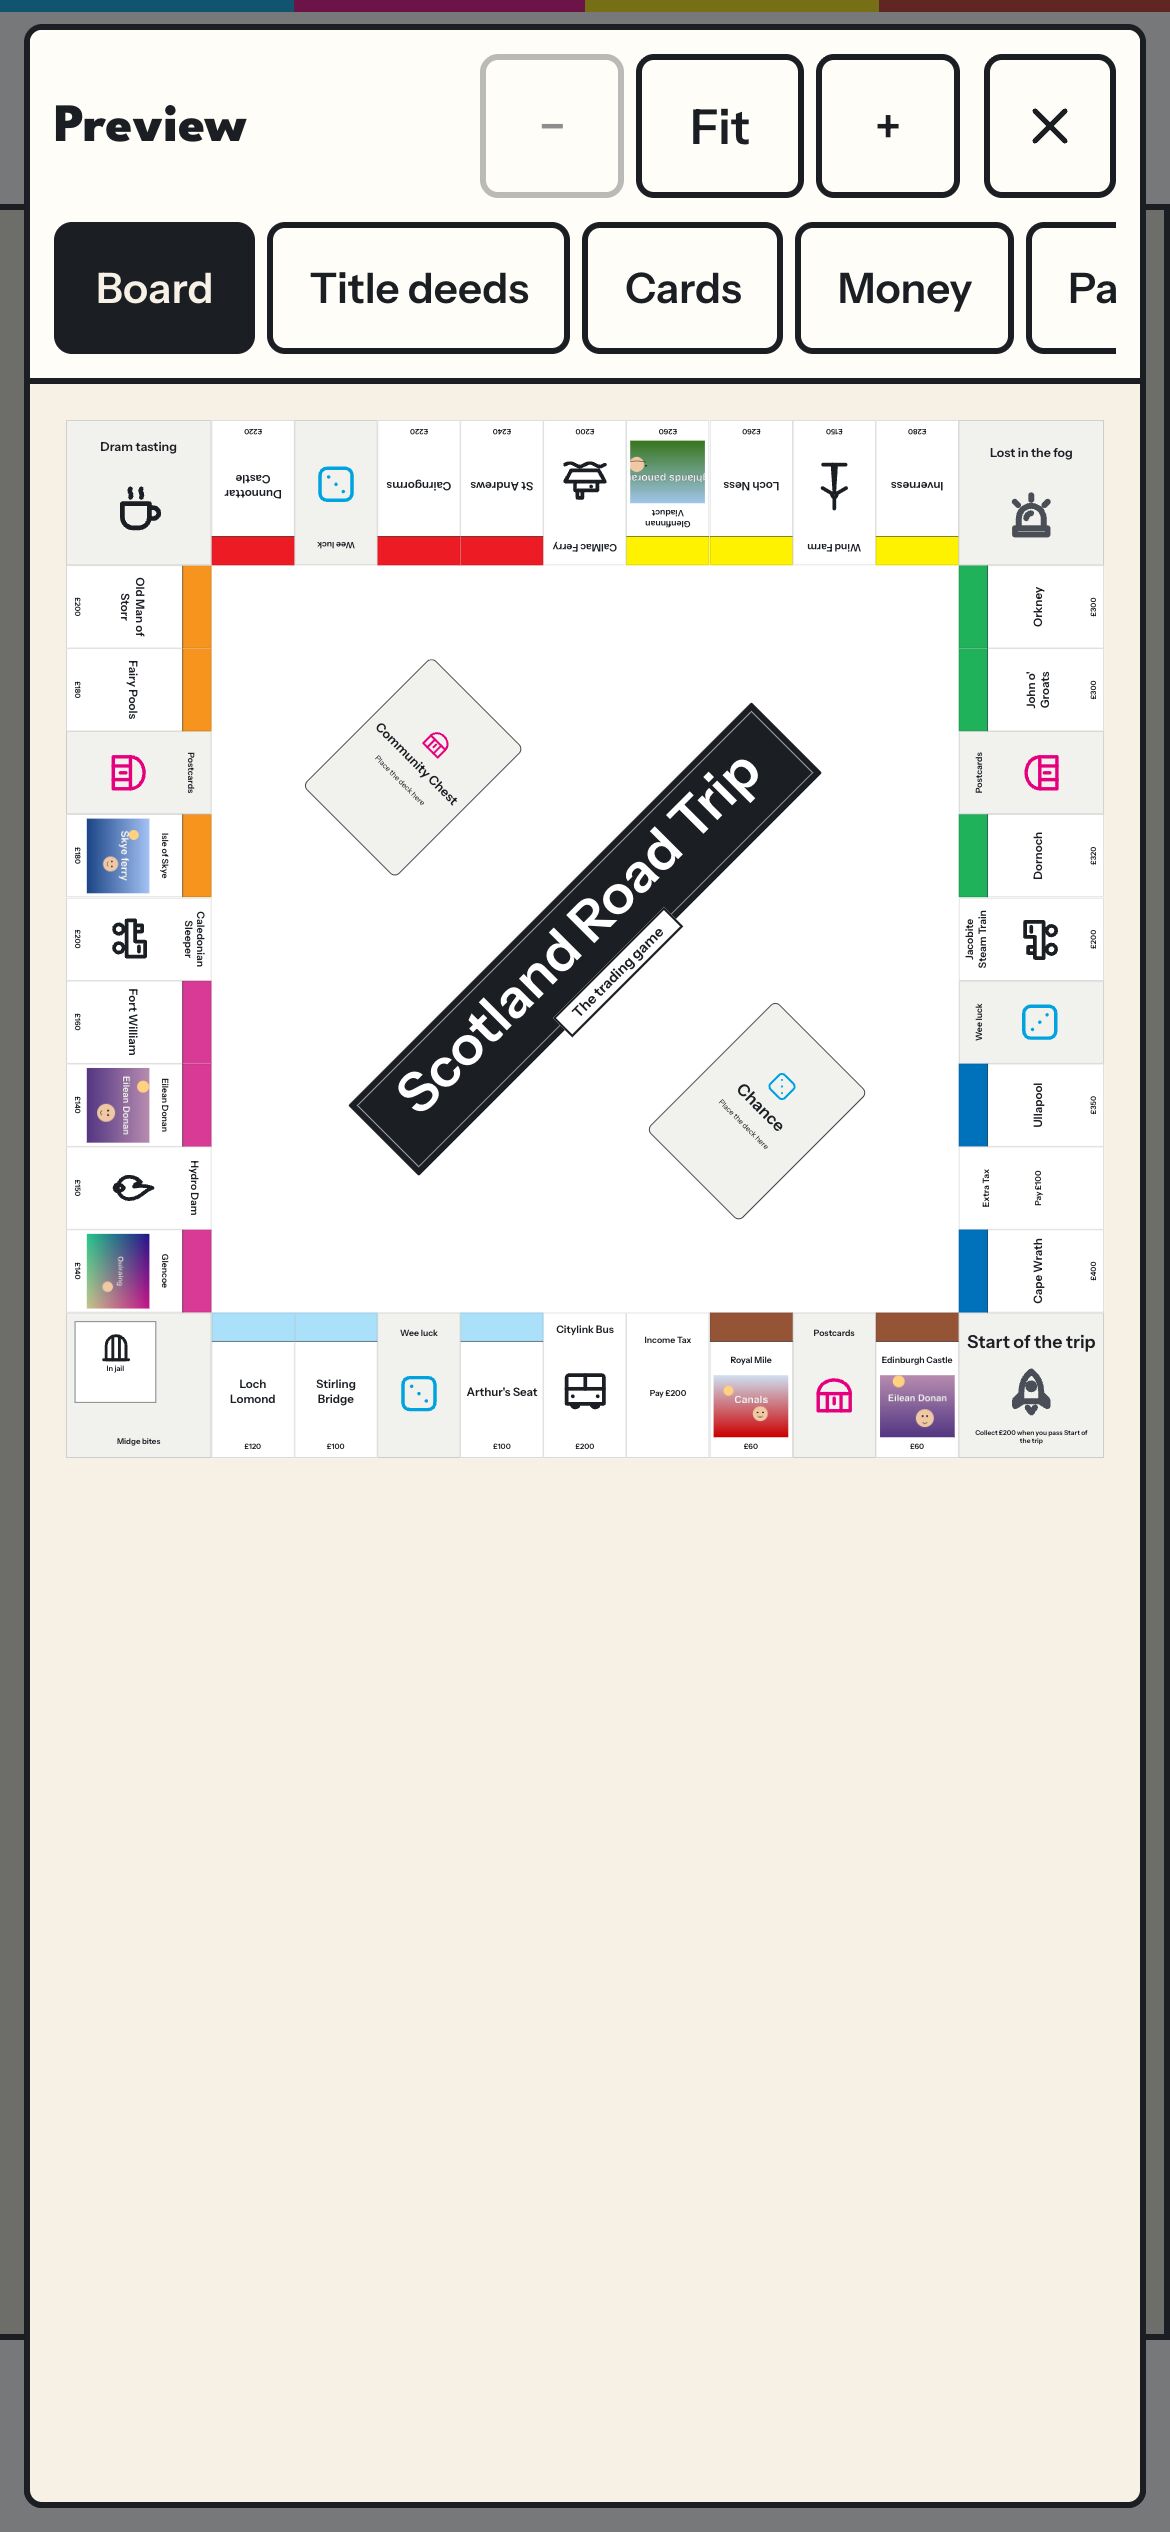 Preview
−
Fit
+
Board
Title deeds
Cards
Money
Pa
Dram tasting
£220
Dunnottar
Castle
Wee luck
£220
Cairngorms
£240
St Andrews
£200
CalMac Ferry
£260
Glenfinnan
Viaduct
£260
Loch Ness
£150
Wind Farm
£280
Inverness
Lost in the fog
Old Man of
Storr
£200
Fairy Pools
£180
Postcards
Isle of Skye
Skye ferry
£180
Caledonian
Sleeper
£200
Fort William
£160
Eilean Donan
Eilean Donan
£140
Hydro Dam
£150
Glencoe
Quiraing
£140
Community Chest
Place the deck here
Scotland Road Trip
The trading game
Chance
Place the deck here
Orkney
£300
John o'
Groats
£300
Postcards
Dornoch
£320
Jacobite
Steam Train
£200
Wee luck
Ullapool
£350
Extra Tax
Pay £100
Cape Wrath
£400
In jail
Midge bites
Loch
Lomond
£120
Stirling
Bridge
£100
Wee luck
Arthur's Seat
£100
Citylink Bus
£200
Income Tax
Pay £200
Royal Mile
Canals
£60
Postcards
Edinburgh Castle
Eilean Donan
£60
Start of the trip
Collect £200 when you pass Start of
the trip